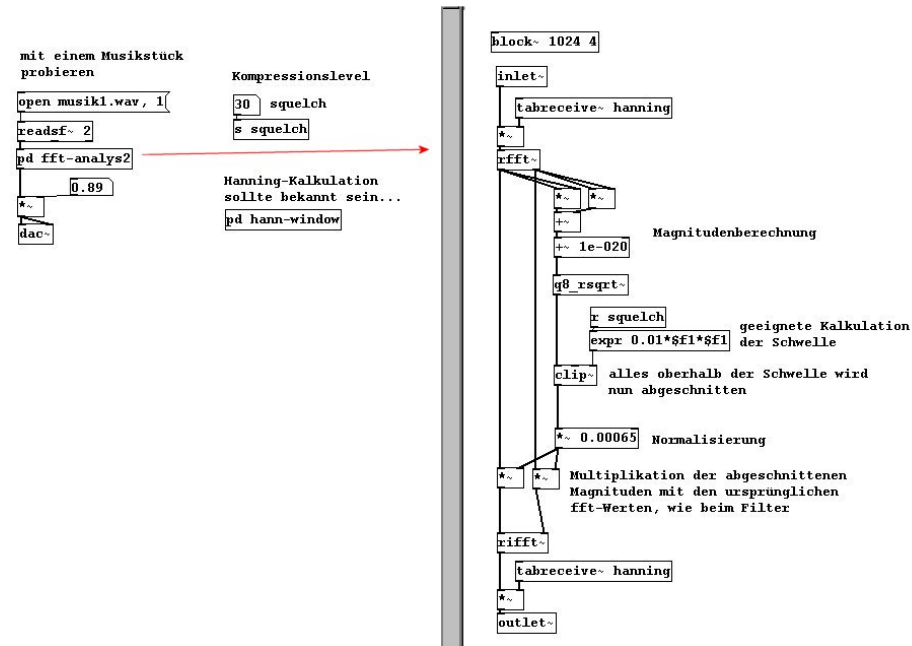 mit einem Musikstück
probieren
open musik1.wav, 1
readsf~ 2
pd fft-analys2
0.89
*~
dac~
Kompressionslevel
30 squelch
s squelch
Hanning-Kalkulation
sollte bekannt sein...
pd hann-window
block~ 1024 4
inlet~
tabreceive~ hanning
*~
rfft~
*~ *~
+~
+~ 1e-020
Magnitudenberechnung
q8_rsqrt~
r squelch
expr 0.01*$f1*$f1
geeignete Kalkulation
der Schwelle
clip~
alles oberhalb der Schwelle wird
nun abgeschnitten
*~ 0.00065
Normalisierung
*~ *~
Multiplikation der abgeschnittenen
Magnituden mit den ursprünglichen
fft-Werten, wie beim Filter
rifft~
tabreceive~ hanning
*~
outlet~